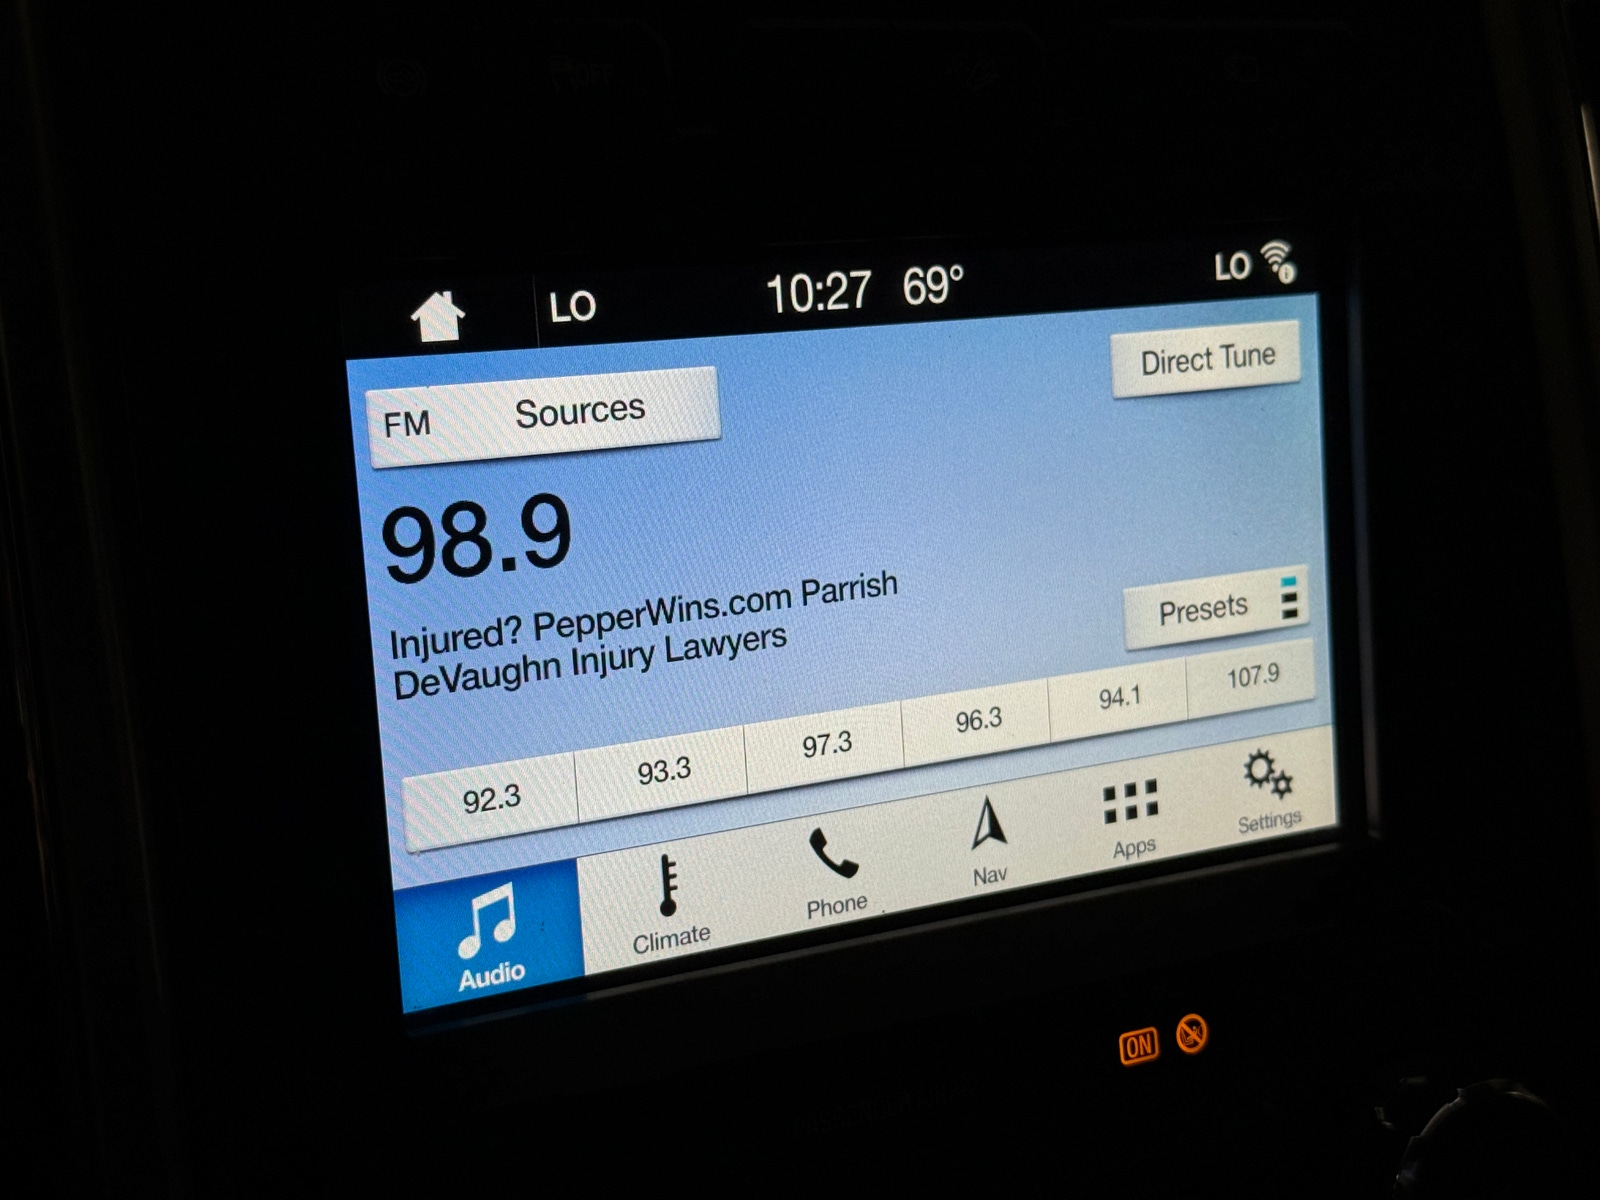 OFF
LO 10:27 69° LO
FM Sources
Direct Tune
98.9
Injured? PepperWins.com Parrish
DeVaughn Injury Lawyers
Presets
92.3 93.3 97.3 96.3 94.1 107.9
Audio Climate Phone Nav Apps Settings
ON